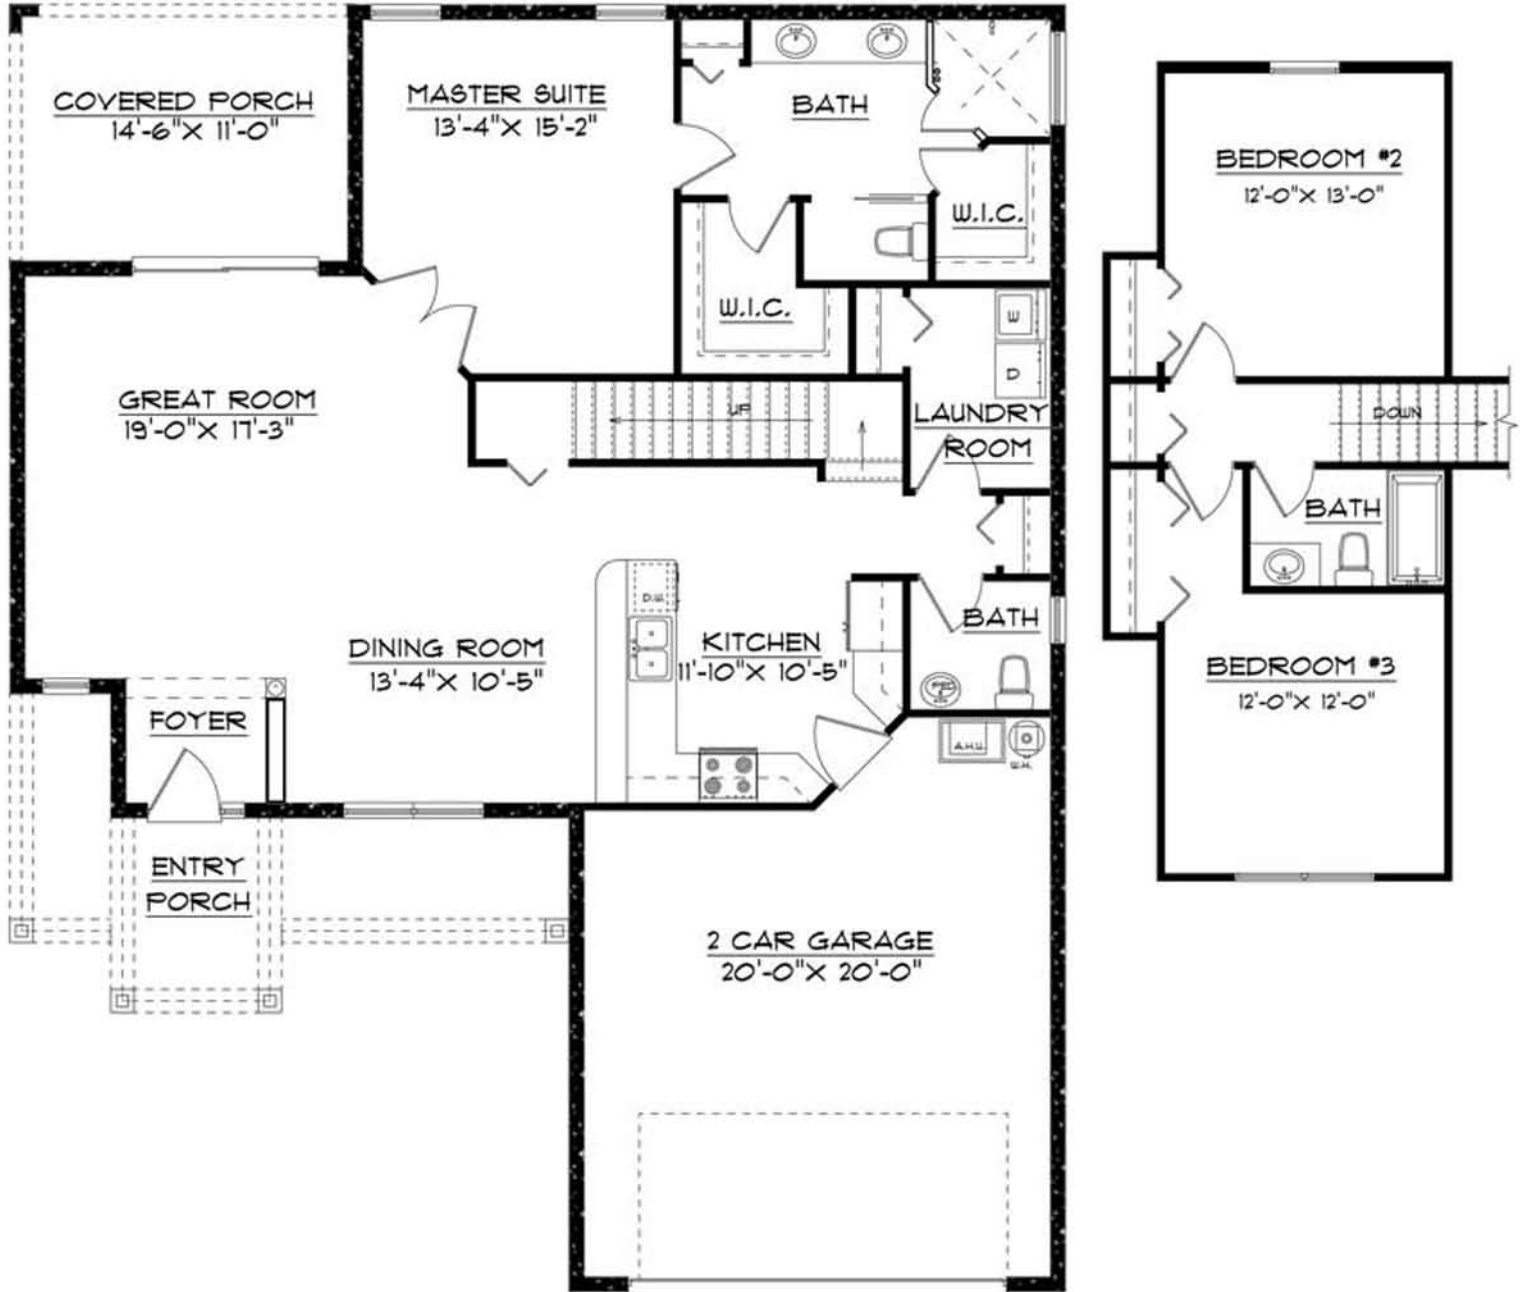 COVERED PORCH
14'-6"X 11'-0"
MASTER SUITE
13'-4"X 15'-2"
BATH
W.I.C.
W.I.C.
W
D
LAUNDRY
ROOM
UP
GREAT ROOM
19'-0"X 17'-3"
D.W.
DINING ROOM
13'-4"X 10'-5"
KITCHEN
11'-10"X 10'-5"
BATH
FOYER
A.H.U.
W.H.
ENTRY
PORCH
2 CAR GARAGE
20'-0"X 20'-0"
BEDROOM #2
12'-0"X 13'-0"
DOWN
BATH
BEDROOM #3
12'-0"X 12'-0"